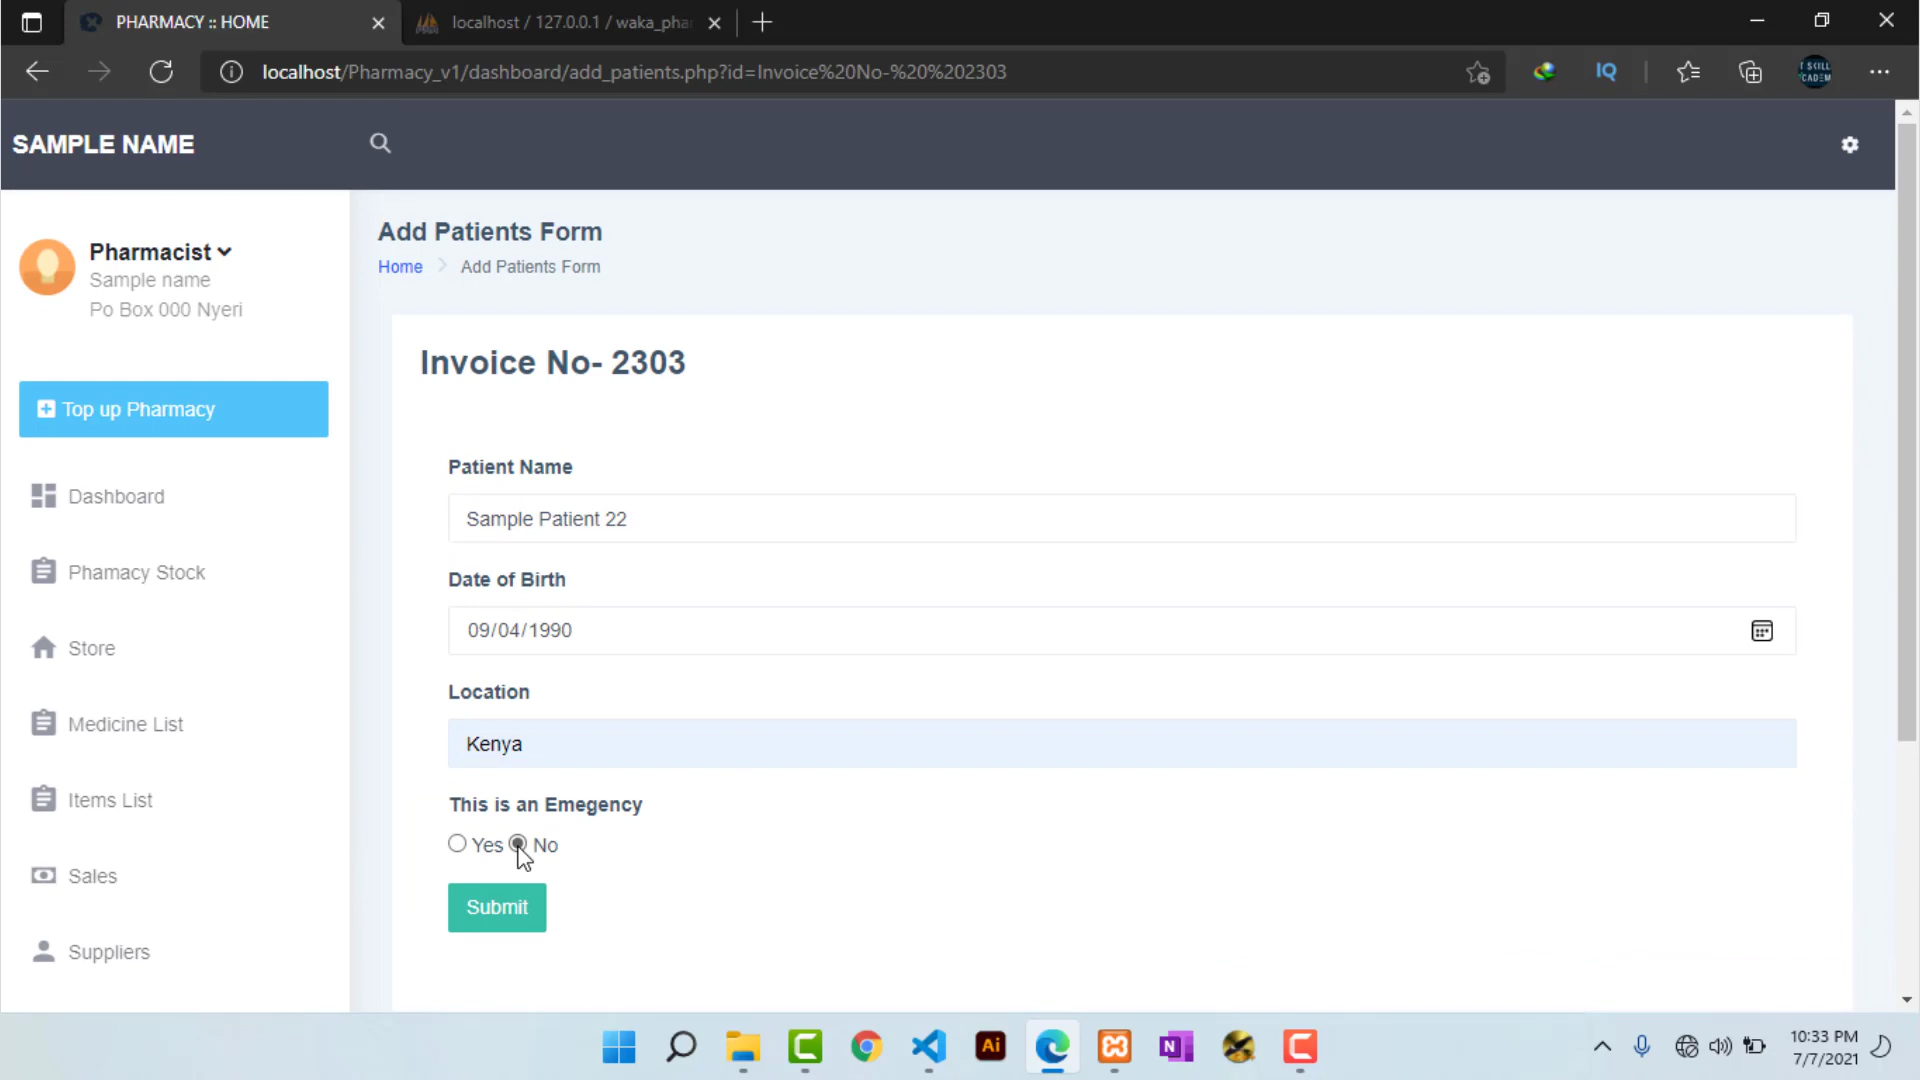 PHARMACY :: HOME
localhost / 127.0.0.1 / waka_phar
localhost/Pharmacy_v1/dashboard/add_patients.php?id=Invoice%20No-%20%202303
IQ
SAMPLE NAME
Pharmacist
Sample name
Po Box 000 Nyeri
Top up Pharmacy
Dashboard
Phamacy Stock
Store
Medicine List
Items List
Sales
Suppliers
Add Patients Form
Home
Add Patients Form
Invoice No- 2303
Patient Name
Sample Patient 22
Date of Birth
09/04/1990
Location
Kenya
This is an Emegency
Yes No
Submit
Ai
N
10:33 PM
7/7/2021